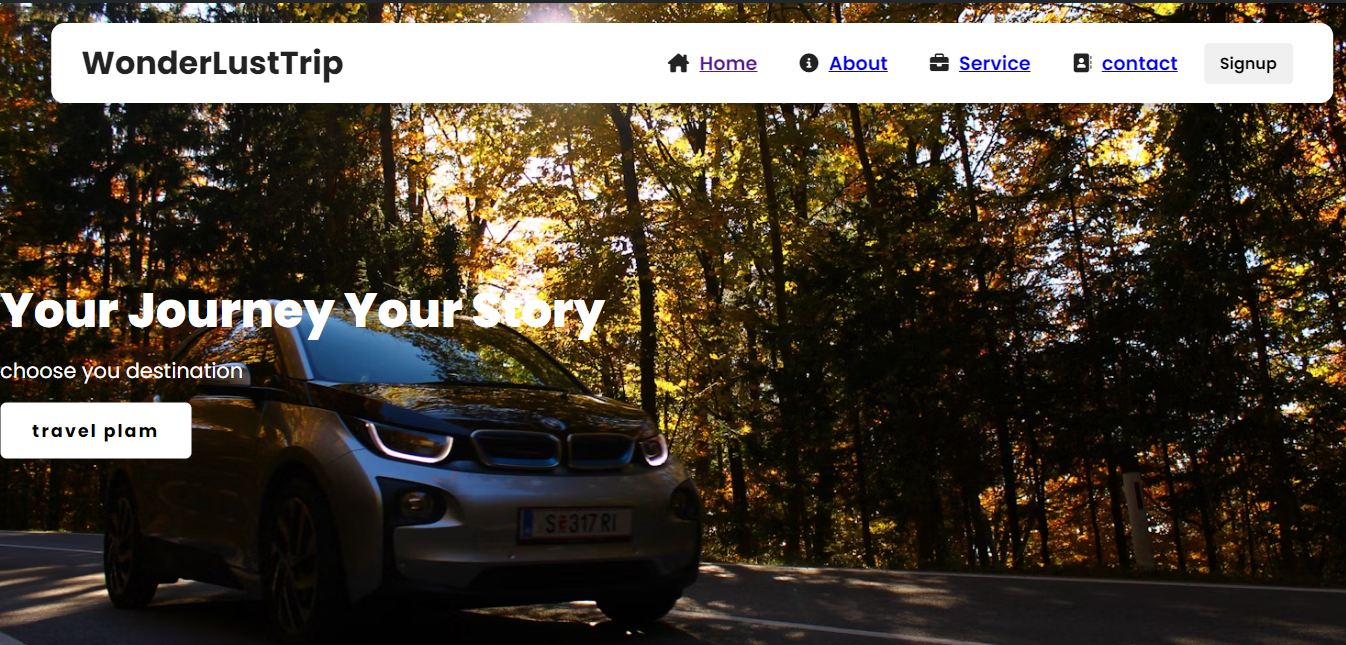 WonderLustTrip
Home About Service contact Signup
Your Journey Your Story
choose you destination
travel plam
S 317 RI